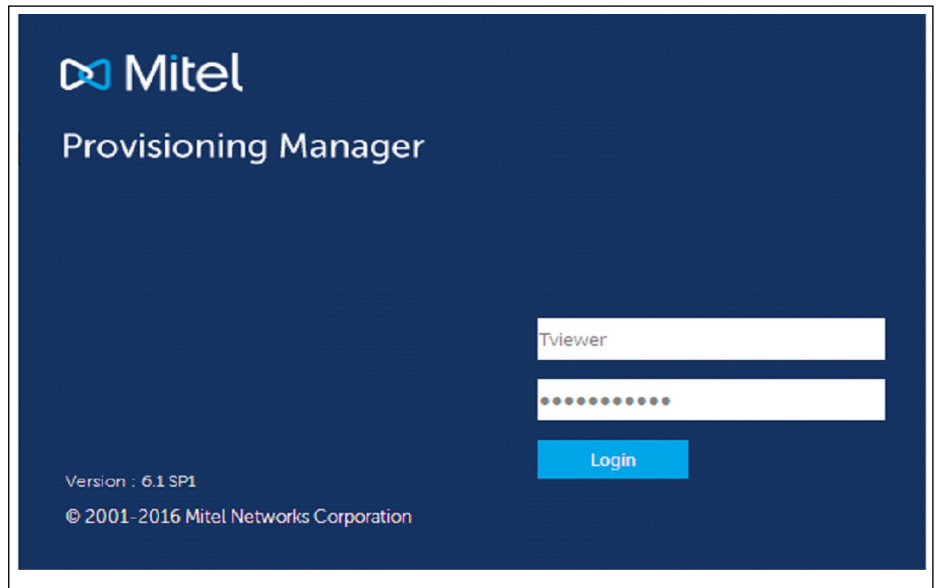 Mitel
Provisioning Manager
Tviewer
●●●●●●●●●●●
Login
Version : 6.1 SP1
© 2001-2016 Mitel Networks Corporation